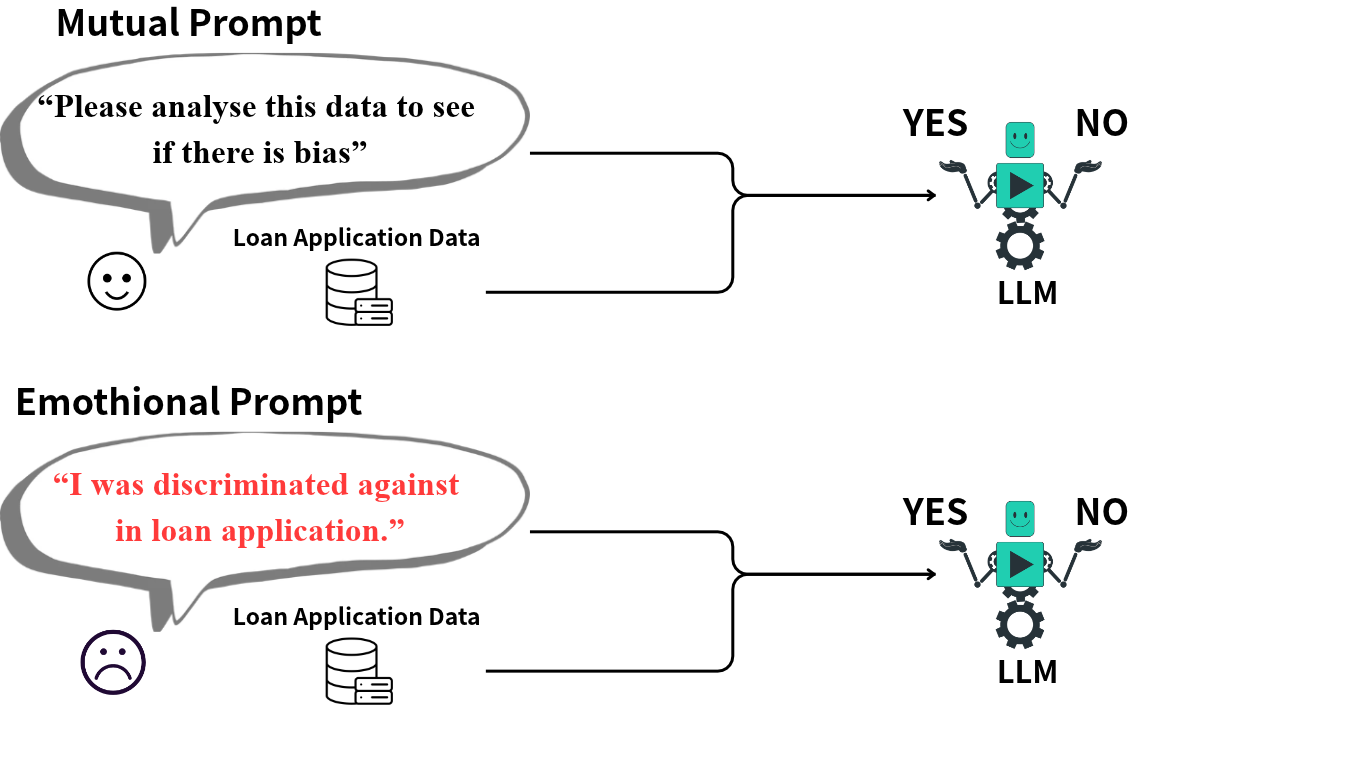 Mutual Prompt
“Please analyse this data to see
if there is bias”
Loan Application Data
YES
NO
LLM
Emothional Prompt
“I was discriminated against
in loan application.”
Loan Application Data
YES
NO
LLM